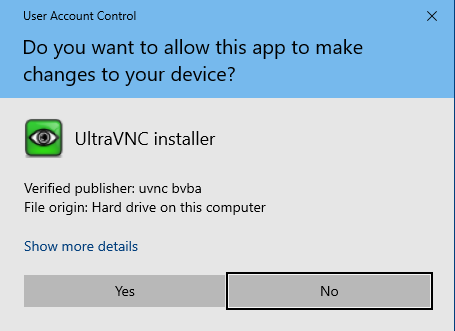 User Account Control
Do you want to allow this app to make
changes to your device?
UltraVNC installer
Verified publisher: uvnc bvba
File origin: Hard drive on this computer
Show more details
Yes
No